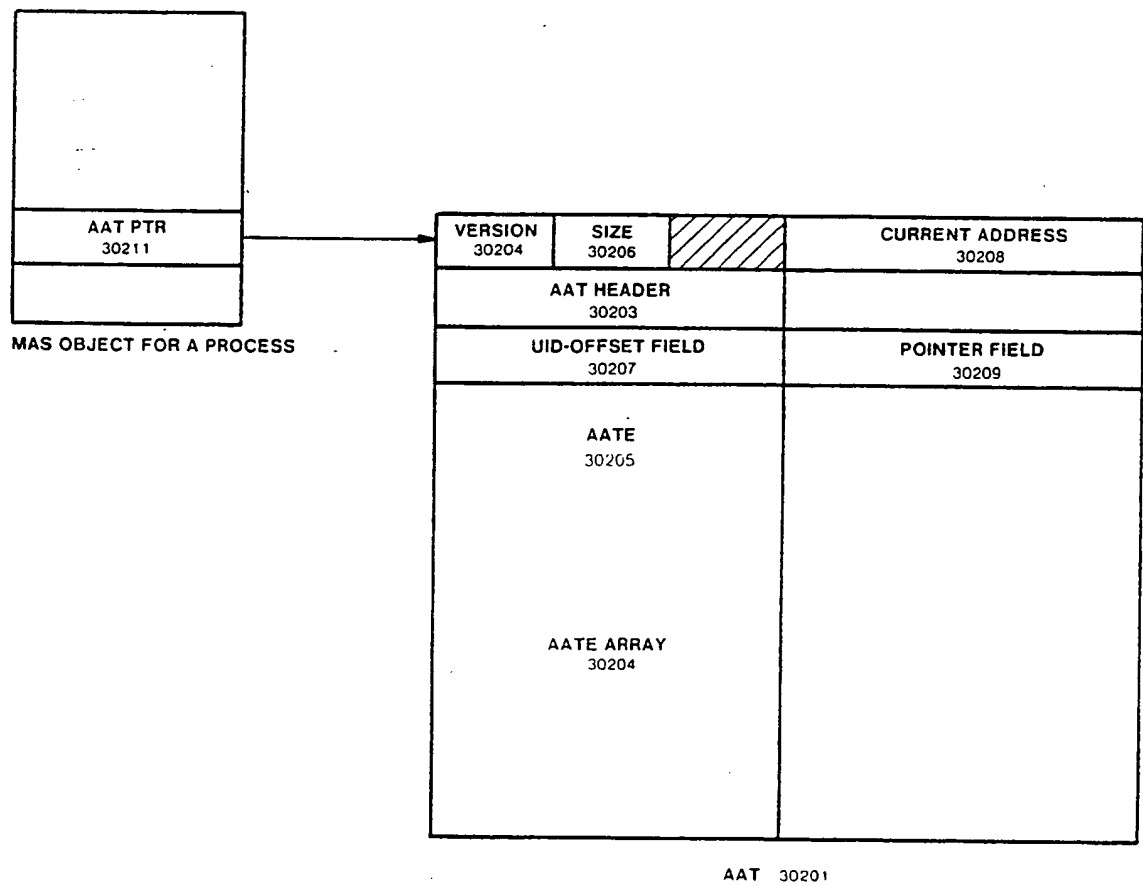 AAT PTR
30211
MAS OBJECT FOR A PROCESS
VERSION
30204
SIZE
30206
CURRENT ADDRESS
30208
AAT HEADER
30203
UID-OFFSET FIELD
30207
POINTER FIELD
30209
AATE
30205
AATE ARRAY
30204
AAT 30201